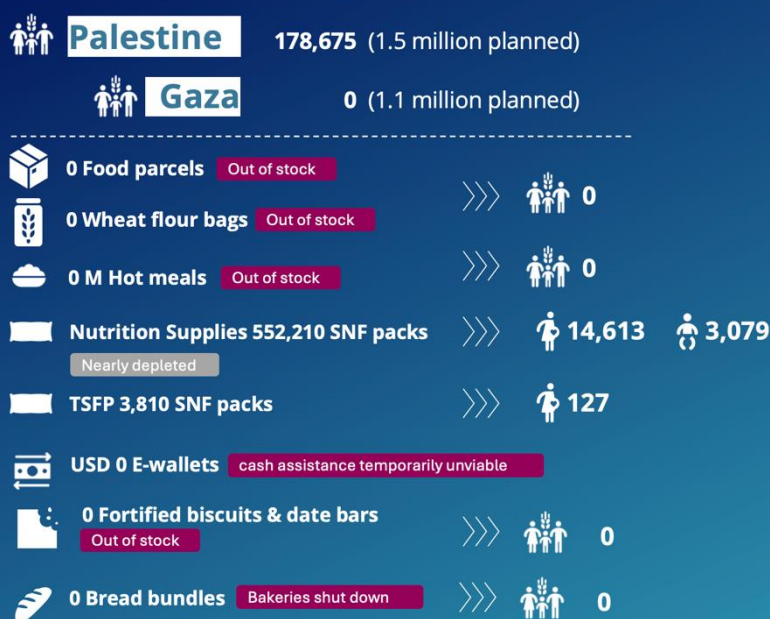 Palestine 178,675 (1.5 million planned)
Gaza 0 (1.1 million planned)
0 Food parcels Out of stock
0
0 Wheat flour bags Out of stock
0 M Hot meals Out of stock 0
Nutrition Supplies 552,210 SNF packs 14,613 3,079
Nearly depleted
TSFP 3,810 SNF packs 127
USD 0 E-wallets cash assistance temporarily unviable
0 Fortified biscuits & date bars
Out of stock 0
0 Bread bundles Bakeries shut down 0